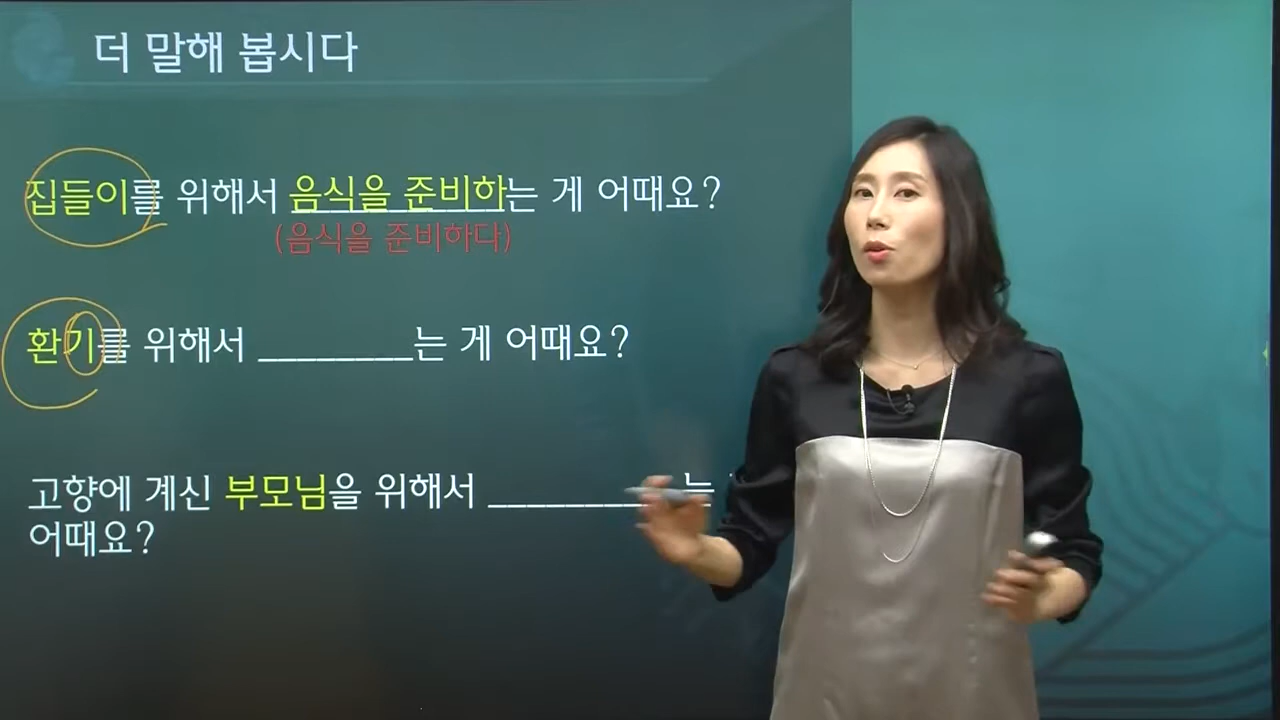 더 말해 봅시다
집들이를 위해서 음식을 준비하는 게 어때요?
(음식을 준비하다)
환기를 위해서 ________는 게 어때요?
고향에 계신 부모님을 위해서 ________는
어때요?